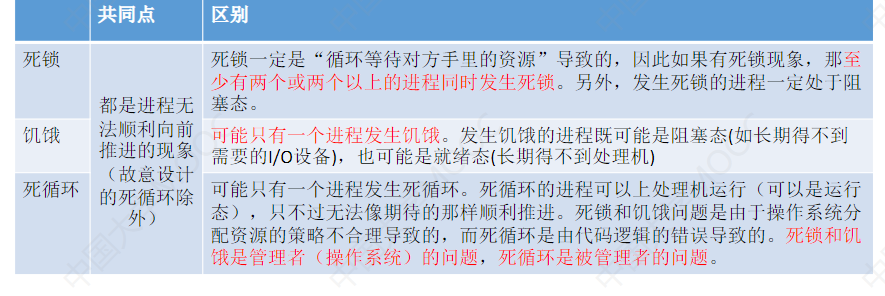 共同点 区别
死锁 都是进程无法顺利向前推进的现象（故意设计的死循环除外）
死锁一定是“循环等待对方手里的资源”导致的，因此如果有死锁现象，那至
少有两个或两个以上的进程同时发生死锁。另外，发生死锁的进程一定处于阻
塞态。
饥饿 可能只有一个进程发生饥饿。发生饥饿的进程既可能是阻塞态(如长期得不到
需要的I/O设备)，也可能是就绪态(长期得不到处理机)
死循环 可能只有一个进程发生死循环。死循环的进程可以上处理机运行（可以是运行
态），只不过无法像期待的那样顺利推进。死锁和饥饿问题是由于操作系统分
配资源的策略不合理导致的，而死循环是由代码逻辑的错误导致的。死锁和饥
饿是管理者（操作系统）的问题，死循环是被管理者的问题。